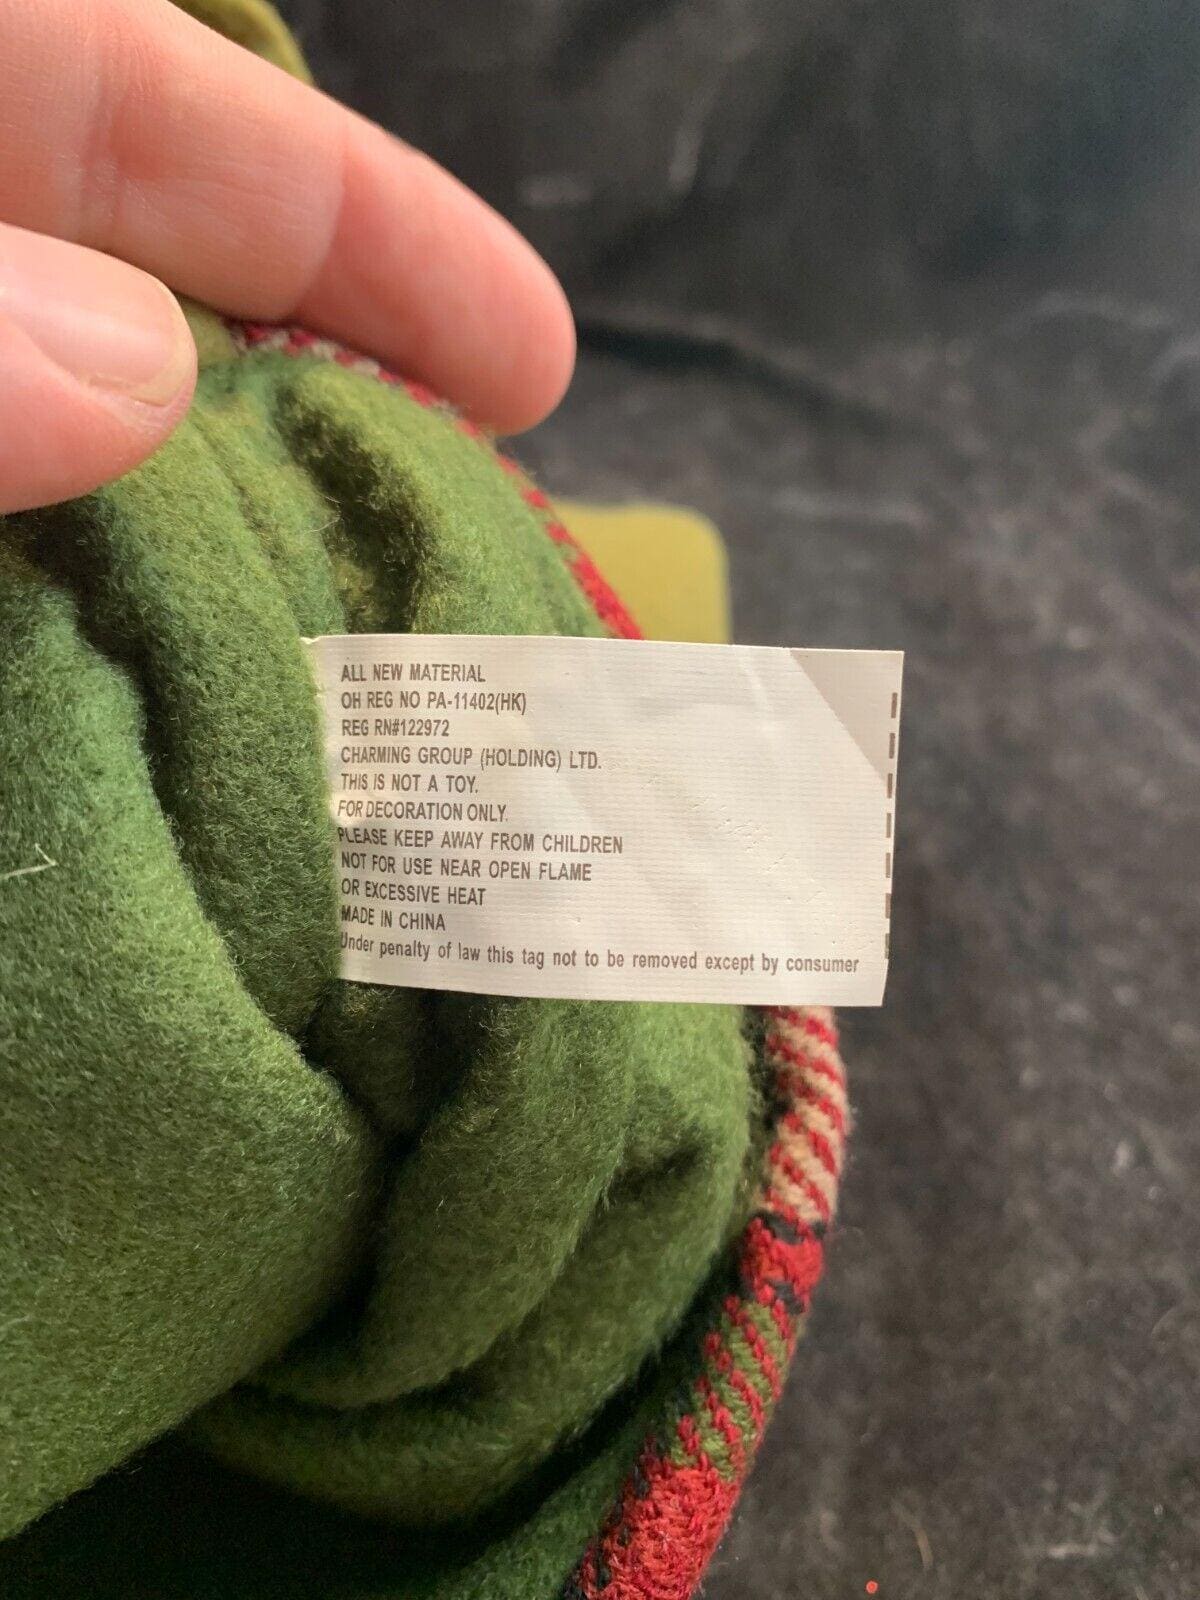 ALL NEW MATERIAL
OH REG NO PA-11402(HK)
REG RN#122972
CHARMING GROUP (HOLDING) LTD.
THIS IS NOT A TOY.
FOR DECORATION ONLY.
PLEASE KEEP AWAY FROM CHILDREN
NOT FOR USE NEAR OPEN FLAME
OR EXCESSIVE HEAT
MADE IN CHINA
Under penalty of law this tag not to be removed except by consumer